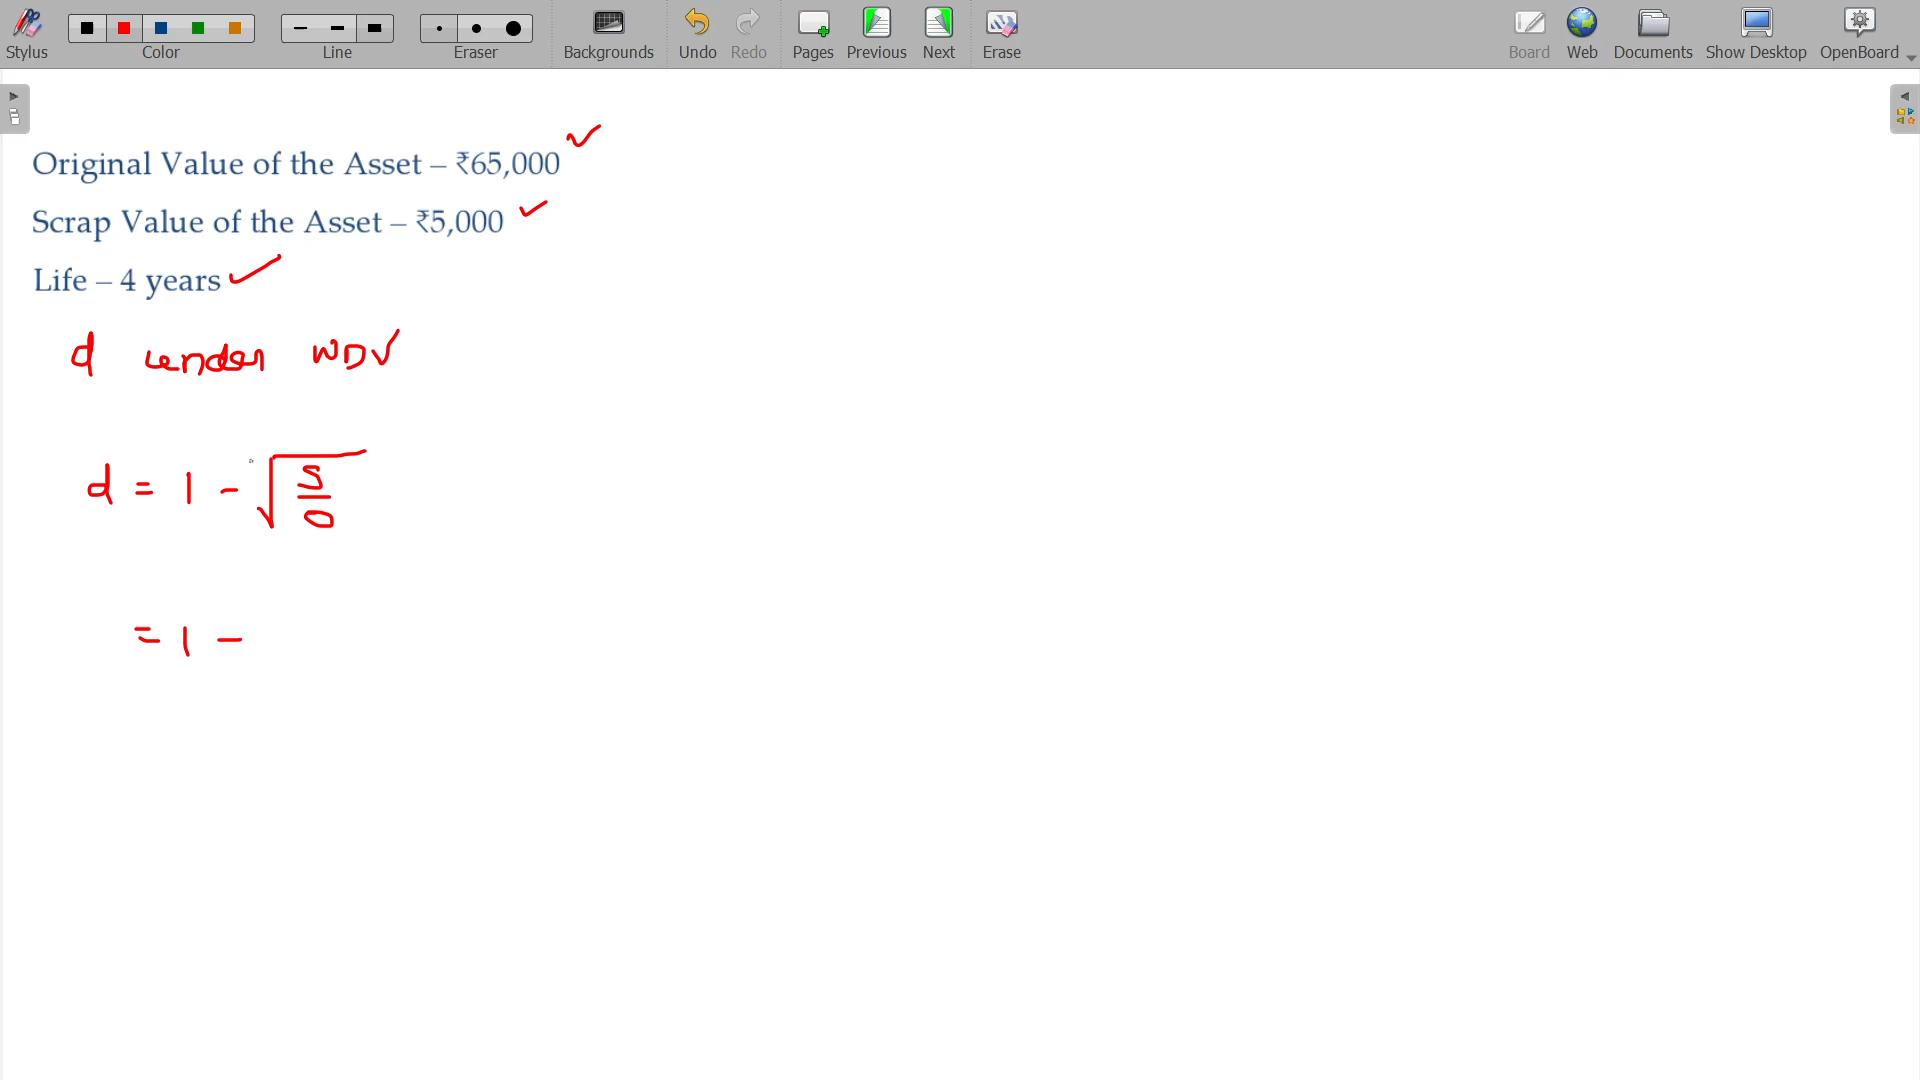 Stylus
Color
Line
Eraser
Backgrounds
Undo
Redo
Pages
Previous
Next
Erase
Board
Web
Documents
Show Desktop
OpenBoard
Original Value of the Asset – ₹65,000 ✓
Scrap Value of the Asset – ₹5,000 ✓
Life – 4 years ✓
d under WDV
d = 1 - √(S/O)
= 1 -